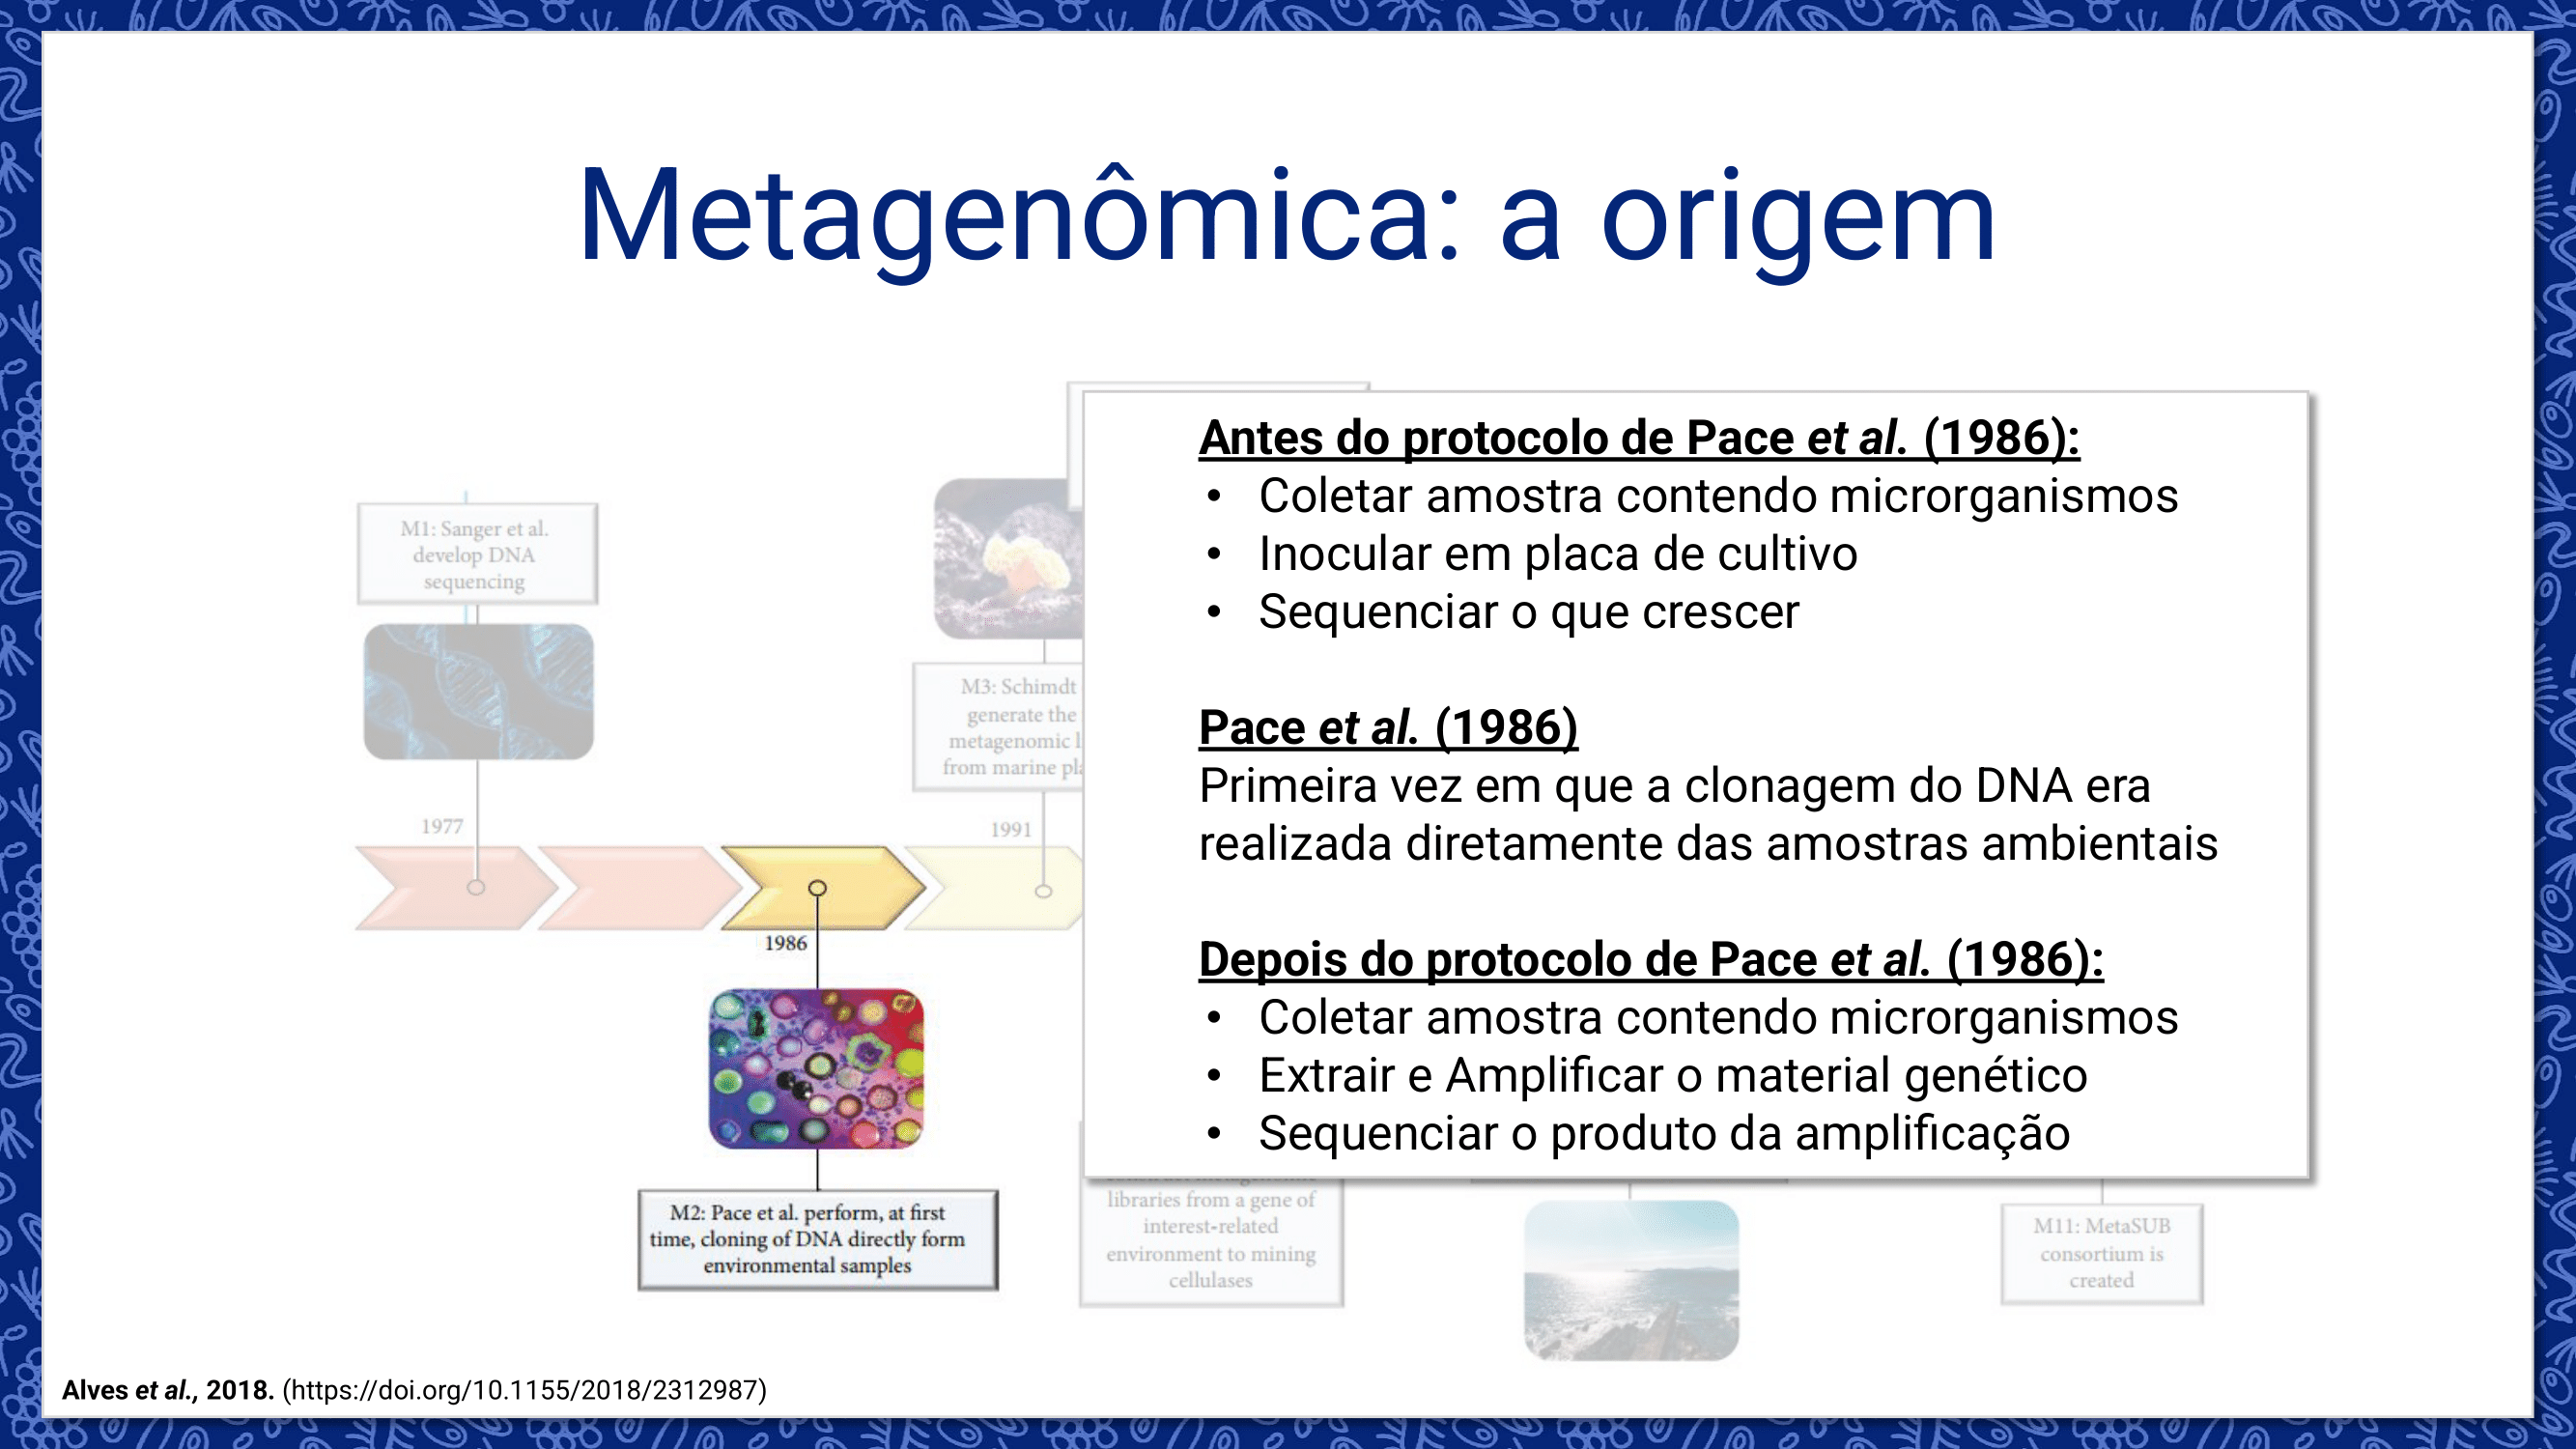 Metagenômica: a origem
Antes do protocolo de Pace et al. (1986):
• Coletar amostra contendo microrganismos
• Inocular em placa de cultivo
• Sequenciar o que crescer
Pace et al. (1986)
Primeira vez em que a clonagem do DNA era
realizada diretamente das amostras ambientais
Depois do protocolo de Pace et al. (1986):
• Coletar amostra contendo microrganismos
• Extrair e Amplificar o material genético
• Sequenciar o produto da amplificação
M1: Sanger et al.
develop DNA
sequencing
1977
M3: Schimdt
generate the
metagenomic
from marine
1991
1986
M2: Pace et al. perform, at first
time, cloning of DNA directly form
environmental samples
libraries from a gene of
interest-related
environment to mining
cellulases
M11: MetaSUB
consortium is
created
Alves et al., 2018. (https://doi.org/10.1155/2018/2312987)